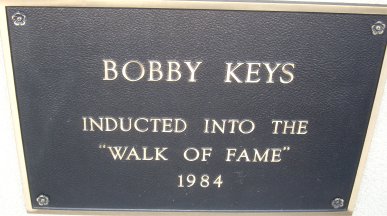 BOBBY KEYS
INDUCTED INTO THE
"WALK OF FAME"
1984